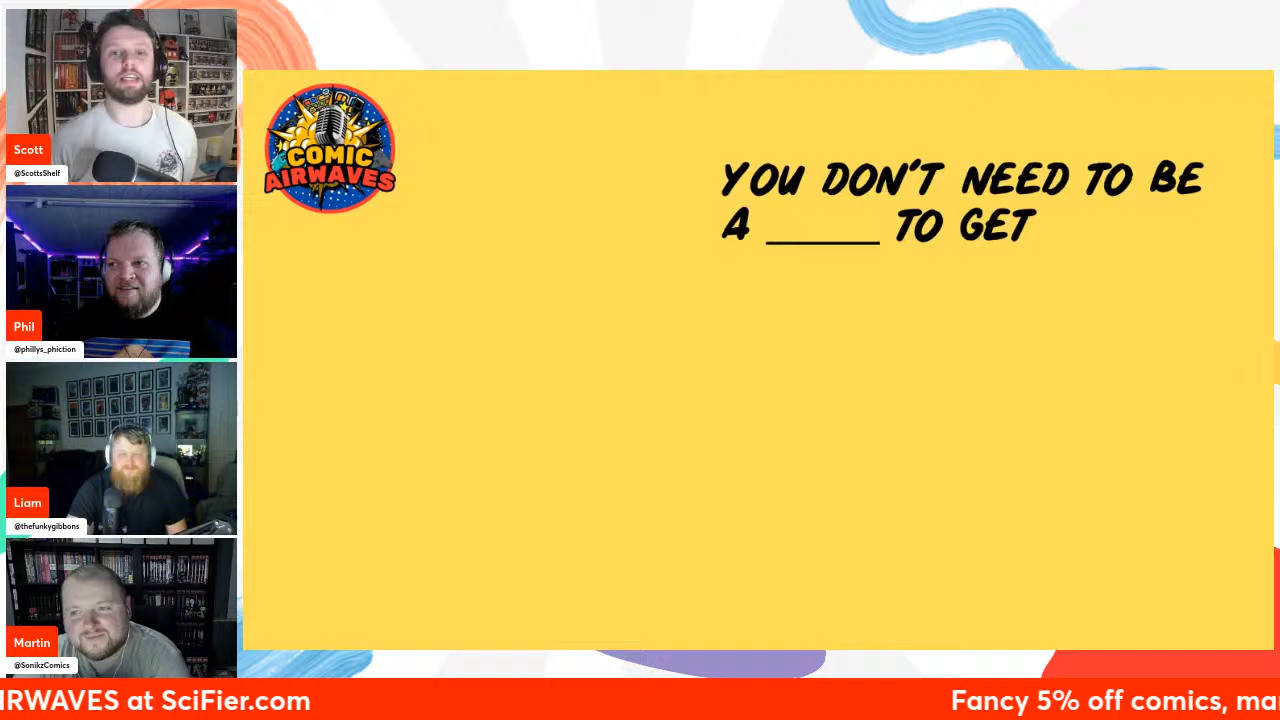 Scott
@ScottsShelf
Phil
@phillys_phiction
Liam
@thefunkygibbons
Martin
@SonikzComics
COMIC
AIRWAVES
YOU DON'T NEED TO BE
A ______ TO GET
IRWAVES at SciFier.com
Fancy 5% off comics, ma